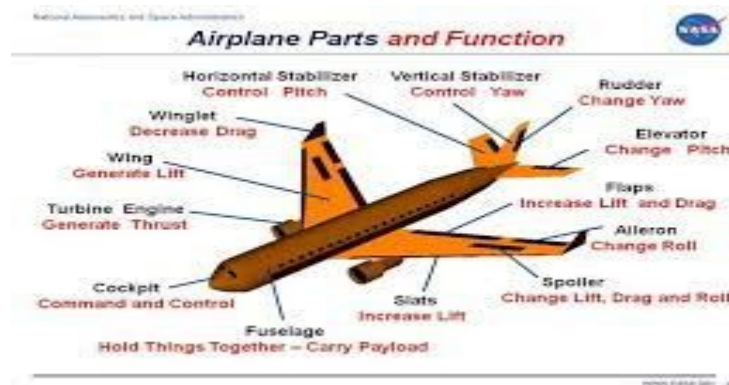 National Aeronautics and Space Administration
NASA
Airplane Parts and Function
Horizontal Stabilizer
Control Pitch
Vertical Stabilizer
Control Yaw
Rudder
Change Yaw
Winglet
Decrease Drag
Elevator
Change Pitch
Wing
Generate Lift
Flaps
Increase Lift and Drag
Turbine Engine
Generate Thrust
Aileron
Change Roll
Cockpit
Command and Control
Spoiler
Change Lift, Drag and Roll
Slats
Increase Lift
Fuselage
Hold Things Together – Carry Payload
www.nasa.gov